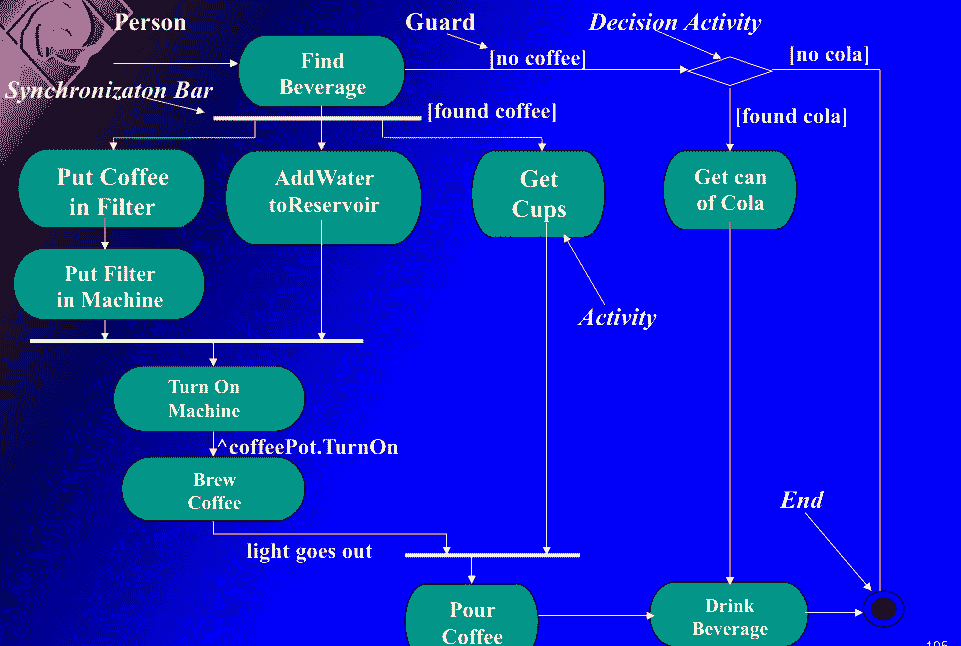 Person
Guard
Decision Activity
[no coffee]
[no cola]
Find
Beverage
Synchronizaton Bar
[found coffee]
[found cola]
Put Coffee
in Filter
AddWater
toReservoir
Get
Cups
Get can
of Cola
Put Filter
in Machine
Activity
Turn On
Machine
^coffeePot.TurnOn
Brew
Coffee
light goes out
End
Pour
Coffee
Drink
Beverage